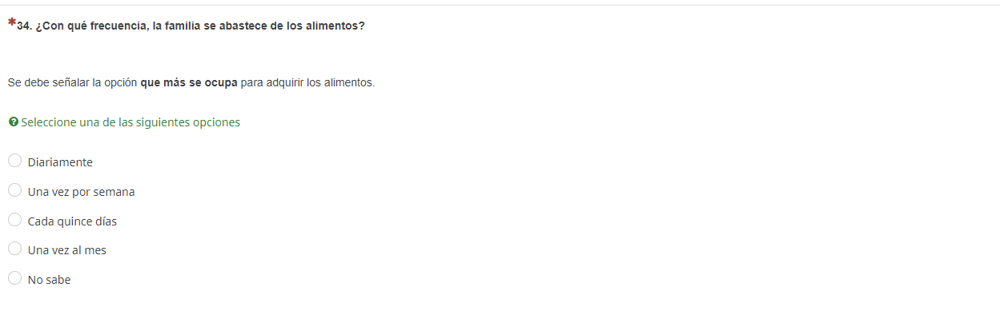 *34. ¿Con qué frecuencia, la familia se abastece de los alimentos?
Se debe señalar la opción que más se ocupa para adquirir los alimentos.
Seleccione una de las siguientes opciones
Diariamente
Una vez por semana
Cada quince días
Una vez al mes
No sabe